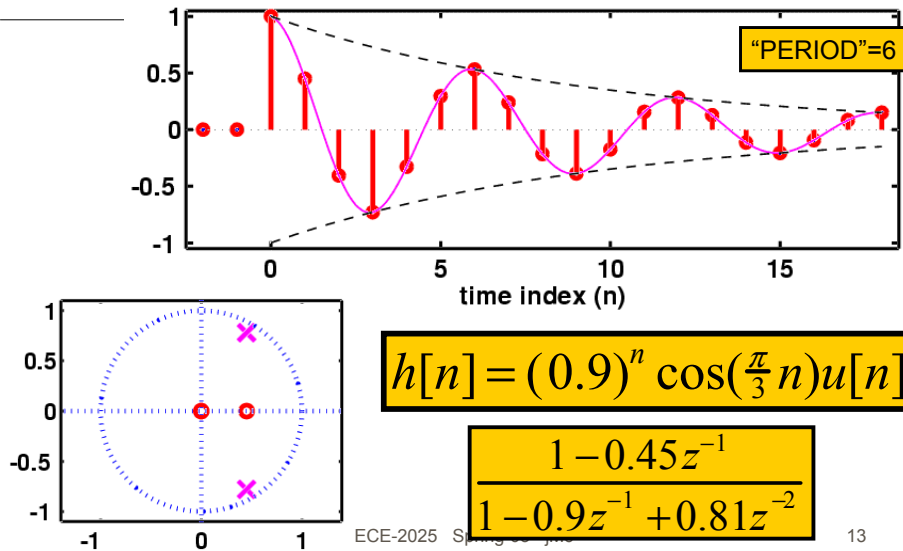 1
0.5
0
-0.5
-1
0 5 10 15
time index (n)
“PERIOD”=6
1
0.5
0
-0.5
-1
-1 0 1
h[n] = (0.9)^n cos(π/3 n)u[n]
1−0.45z^−1
1−0.9z^−1 +0.81z^−2
ECE-2025
13